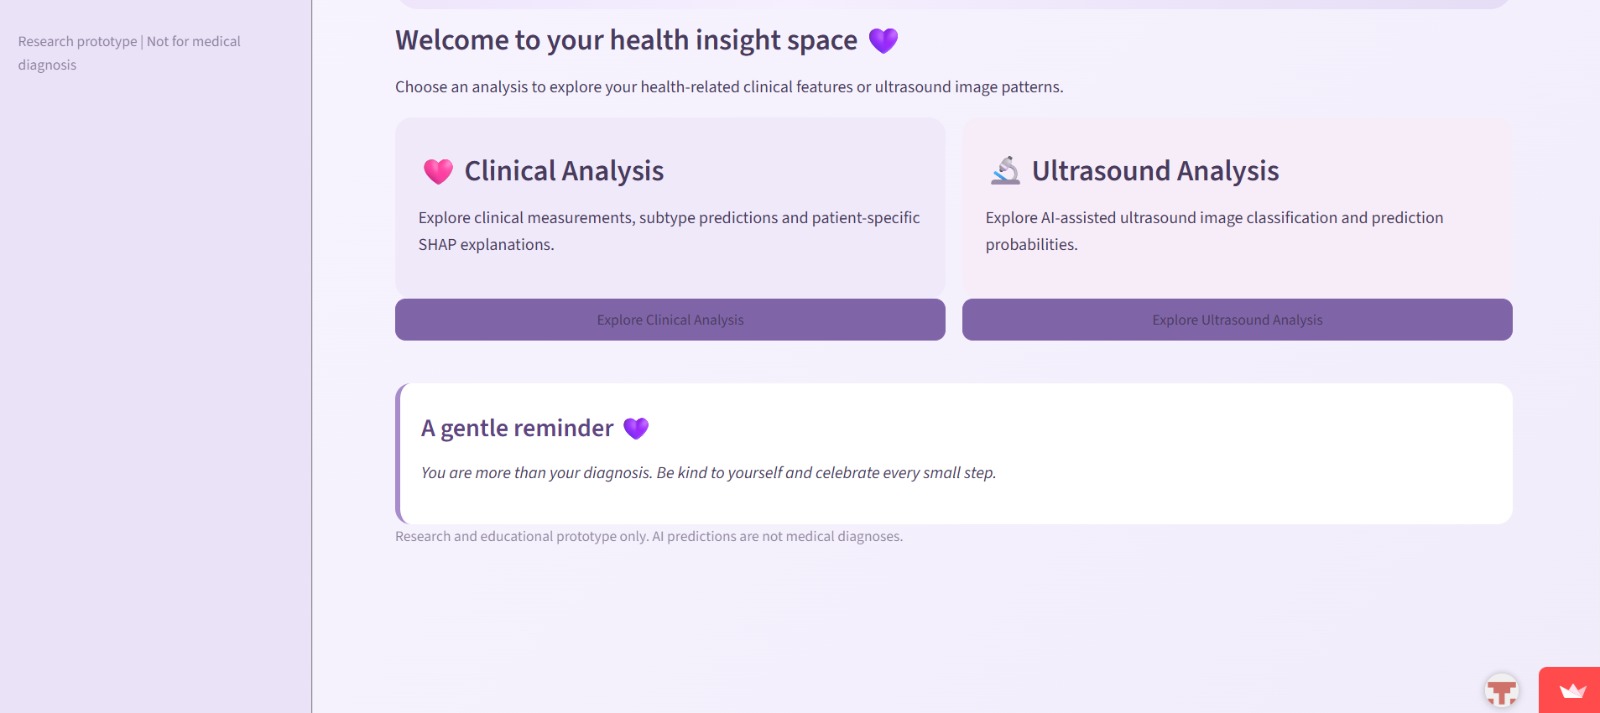 Research prototype | Not for medical
diagnosis
Welcome to your health insight space 💜
Choose an analysis to explore your health-related clinical features or ultrasound image patterns.
🩷 Clinical Analysis
Explore clinical measurements, subtype predictions and patient-specific
SHAP explanations.
Explore Clinical Analysis
🔬 Ultrasound Analysis
Explore AI-assisted ultrasound image classification and prediction
probabilities.
Explore Ultrasound Analysis
A gentle reminder 💜
You are more than your diagnosis. Be kind to yourself and celebrate every small step.
Research and educational prototype only. AI predictions are not medical diagnoses.